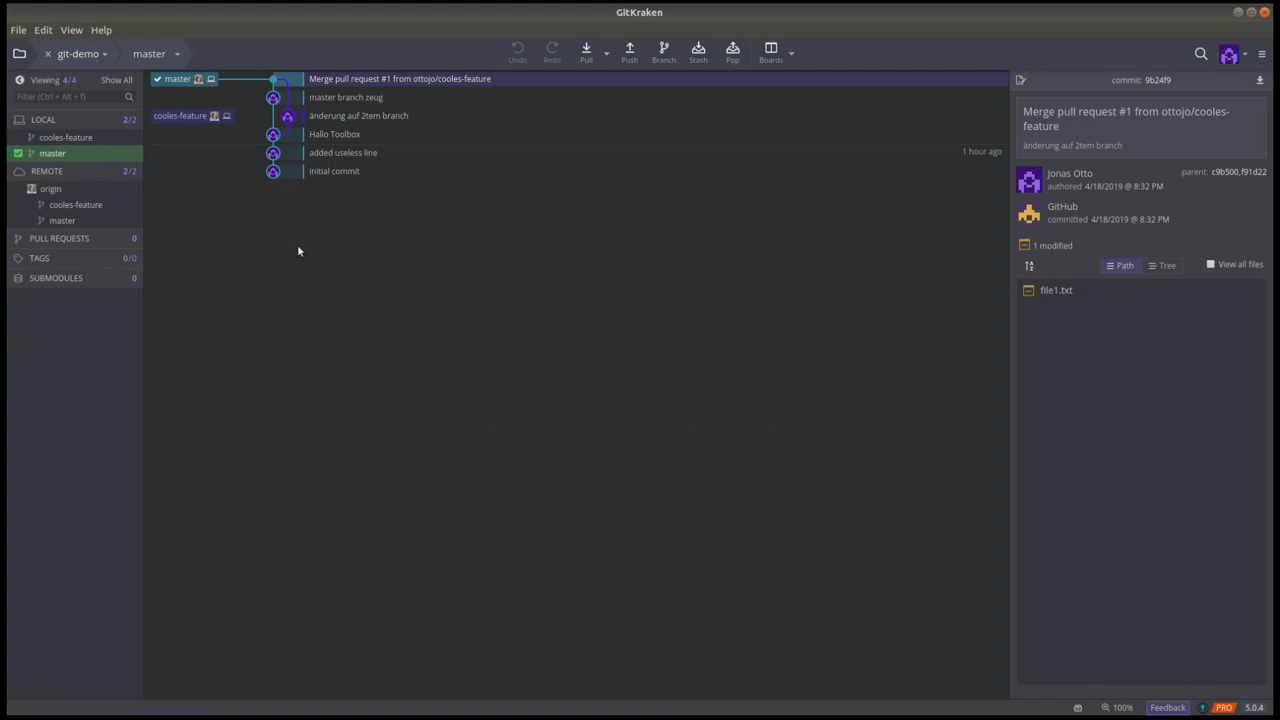 GitKraken
File Edit View Help
git-demo master
Undo Redo Pull Push Branch Stash Pop Boards
Viewing 4/4 Show All
Filter (Ctrl + Alt + f)
LOCAL 2/2
cooles-feature
master
REMOTE 2/2
origin
cooles-feature
master
PULL REQUESTS 0
TAGS 0/0
SUBMODULES 0
master Merge pull request #1 from ottojo/cooles-feature
master branch zeug
cooles-feature änderung auf 2tem branch
Hallo Toolbox
added useless line 1 hour ago
initial commit
commit: 9b24f9
Merge pull request #1 from ottojo/cooles-
feature
änderung auf 2tem branch
Jonas Otto parent: c9b500,f91d22
authored 4/18/2019 @ 8:32 PM
GitHub
committed 4/18/2019 @ 8:32 PM
1 modified
Path Tree View all files
file1.txt
100% Feedback PRO 5.0.4